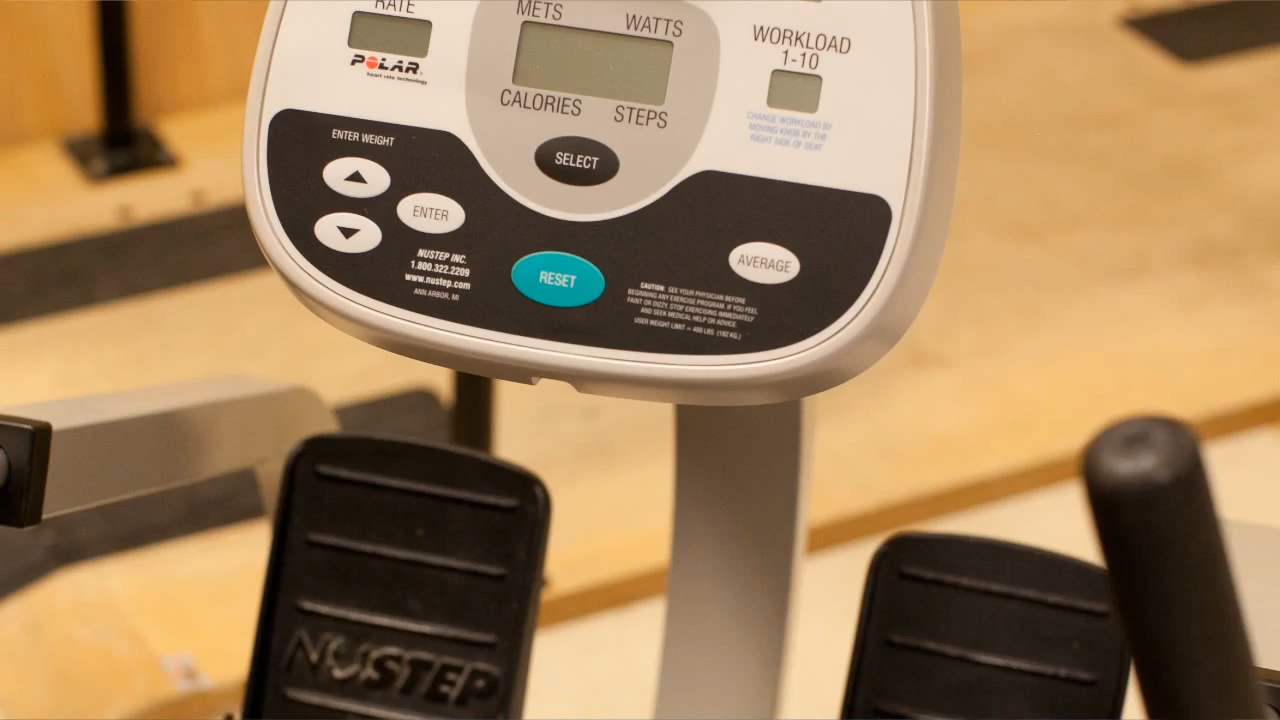 RATE
POLAR
heart rate technology
METS
WATTS
CALORIES
STEPS
SELECT
WORKLOAD
1-10
CHANGE WORKLOAD BY
MOVING KNOB BY THE
RIGHT SIDE OF SEAT
ENTER WEIGHT
ENTER
NUSTEP INC.
1.800.322.2209
www.nustep.com
ANN ARBOR, MI
RESET
AVERAGE
CAUTION: SEE YOUR PHYSICIAN BEFORE
BEGINNING ANY EXERCISE PROGRAM. IF YOU FEEL
FAINT OR DIZZY, STOP EXERCISING IMMEDIATELY
AND SEEK MEDICAL HELP OR ADVICE.
USER WEIGHT LIMIT = 400 LBS. (182 KG.)
NUSTEP